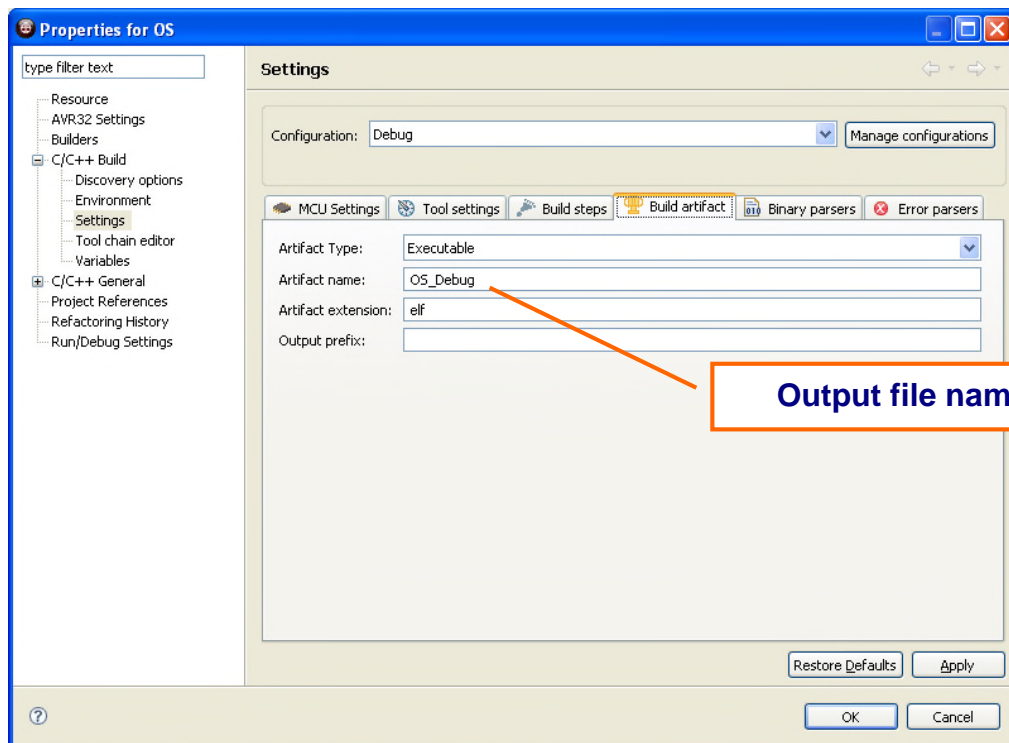 Properties for OS
type filter text
Settings
Resource
AVR32 Settings
Builders
C/C++ Build
Discovery options
Environment
Settings
Tool chain editor
Variables
C/C++ General
Project References
Refactoring History
Run/Debug Settings
Configuration: Debug Manage configurations
MCU Settings Tool settings Build steps Build artifact 010 Binary parsers Error parsers
Artifact Type: Executable
Artifact name: OS_Debug
Artifact extension: elf
Output prefix:
Output file nam
Restore Defaults Apply
? OK Cancel